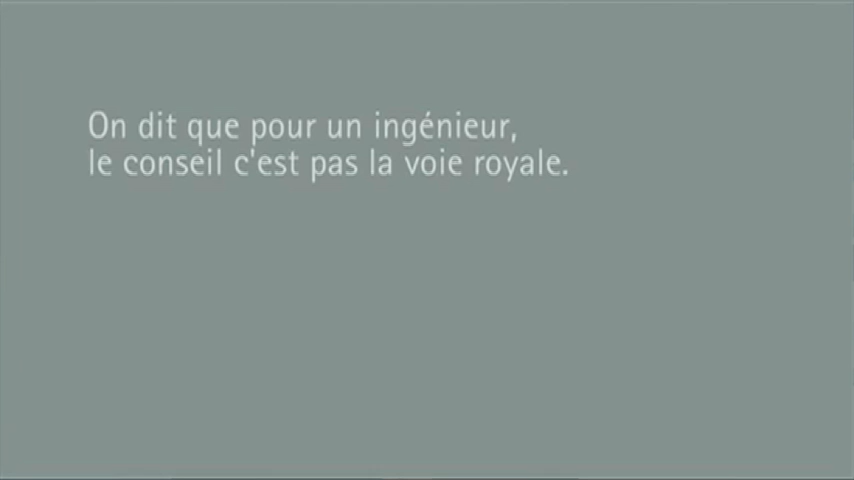 On dit que pour un ingénieur,
le conseil c'est pas la voie royale.